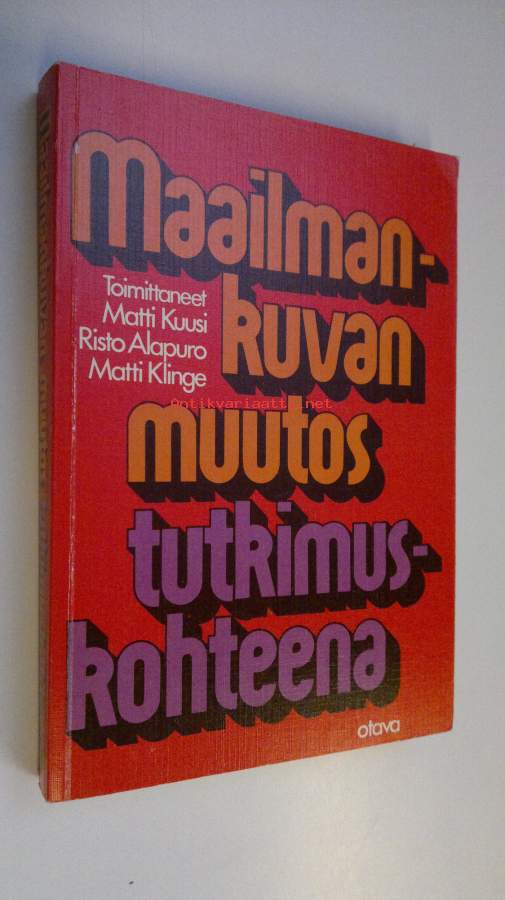 Maailman-
kuvan
muutos
tutkimus-
kohteena
Toimittaneet
Matti Kuusi
Risto Alapuro
Matti Klinge
Antikvariaatti.net
otava